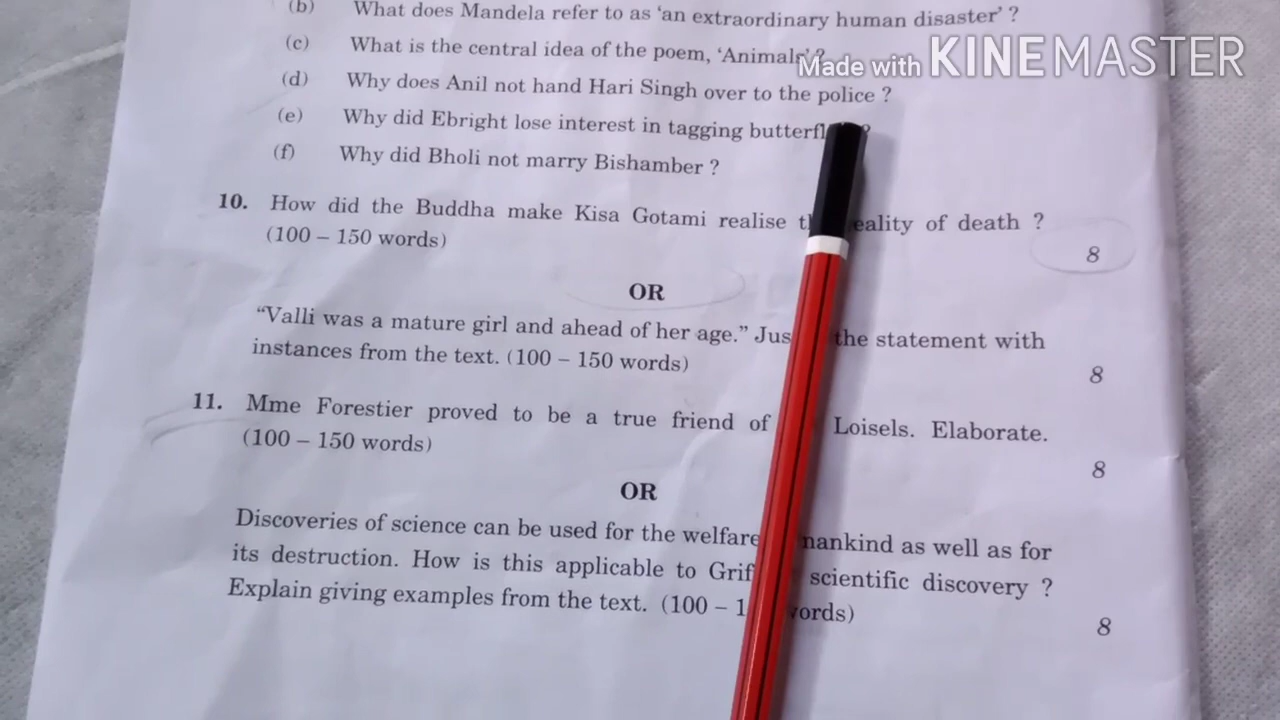 (b) What does Mandela refer to as ‘an extraordinary human disaster’ ?
(c) What is the central idea of the poem, ‘Animals’ ?
Made with KINEMASTER
(d) Why does Anil not hand Hari Singh over to the police ?
(e) Why did Ebright lose interest in tagging butterfl ?
(f) Why did Bholi not marry Bishamber ?
10. How did the Buddha make Kisa Gotami realise t eality of death ?
(100 – 150 words)
8
OR
“Valli was a mature girl and ahead of her age.” Jus the statement with
instances from the text. (100 – 150 words)
8
11. Mme Forestier proved to be a true friend of Loisels. Elaborate.
(100 – 150 words)
8
OR
Discoveries of science can be used for the welfare mankind as well as for
its destruction. How is this applicable to Grif scientific discovery ?
Explain giving examples from the text. (100 – 1 words)
8